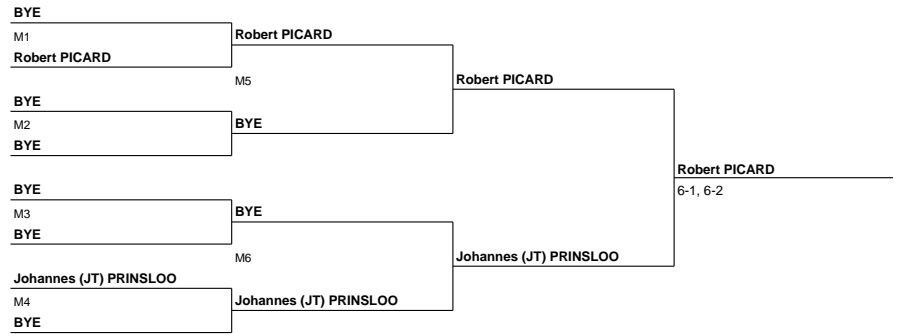 BYE
M1
Robert PICARD
Robert PICARD
M5
BYE
M2
BYE
BYE
Robert PICARD
BYE
M3
BYE
BYE
M6
Johannes (JT) PRINSLOO
M4
BYE
Johannes (JT) PRINSLOO
Johannes (JT) PRINSLOO
Robert PICARD
6-1, 6-2